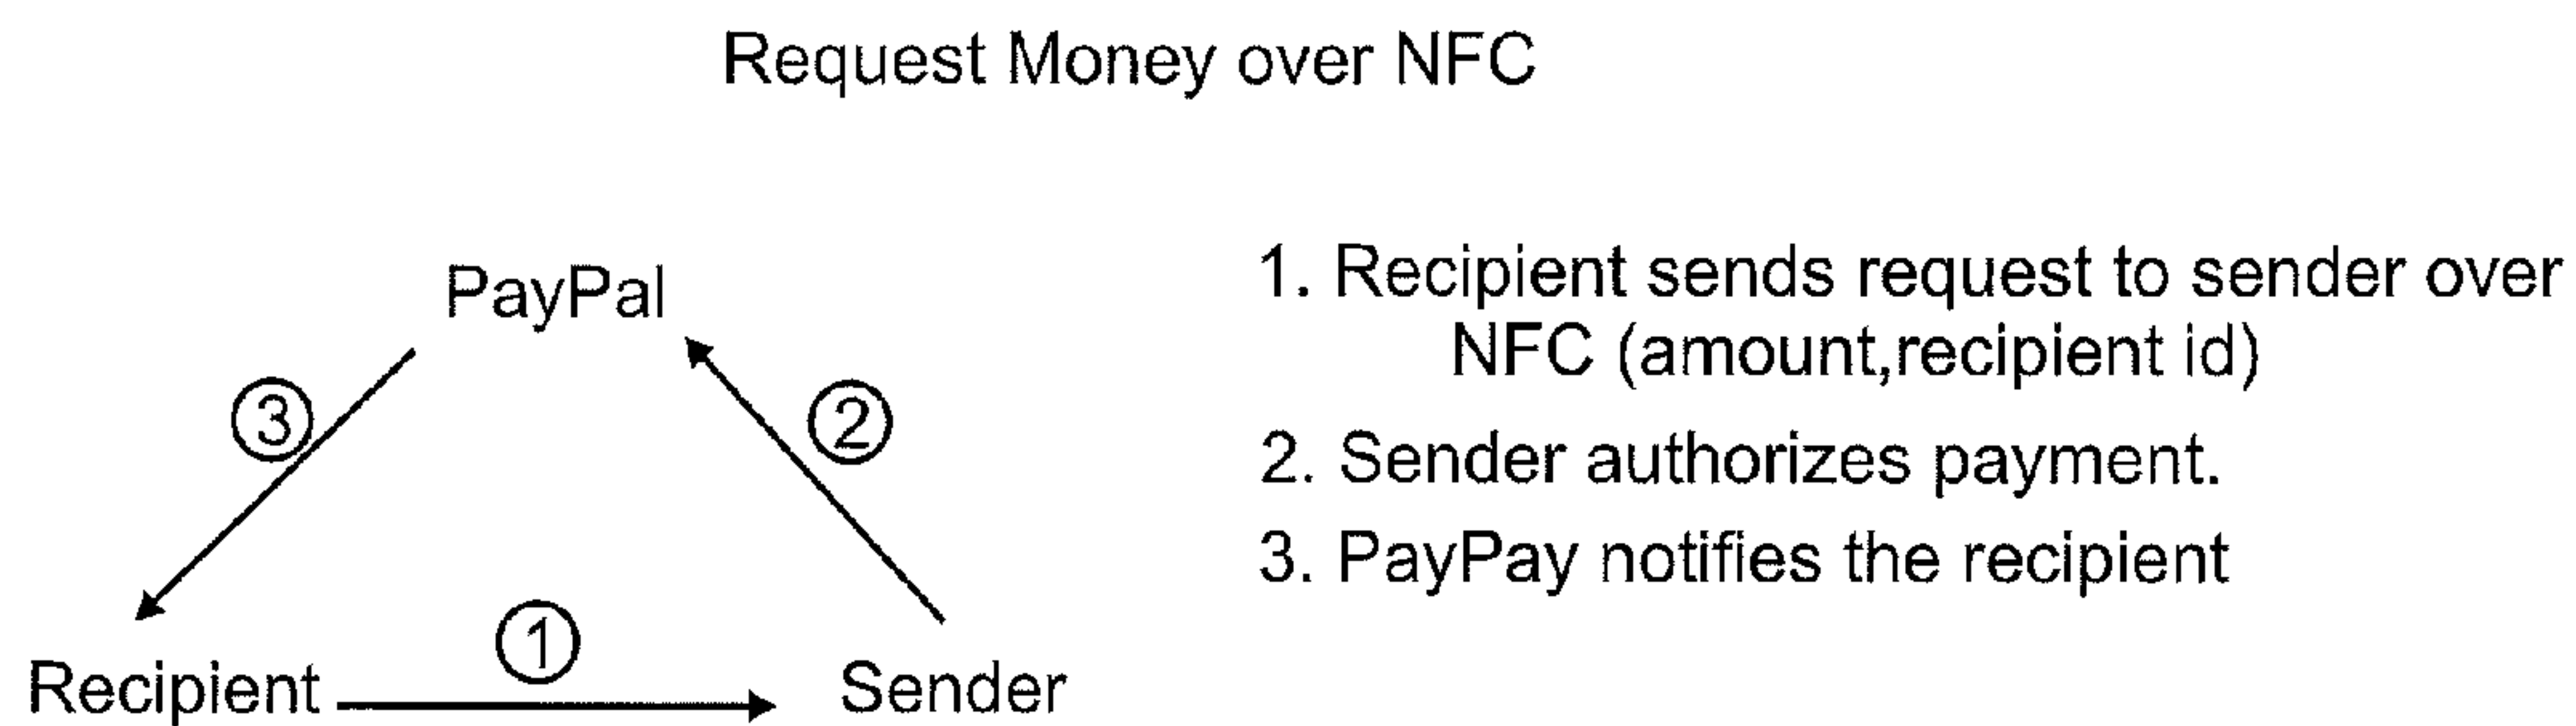 Request Money over NFC
PayPal
3
2
1
Recipient
Sender
1. Recipient sends request to sender over
NFC (amount,recipient id)
2. Sender authorizes payment.
3. PayPay notifies the recipient